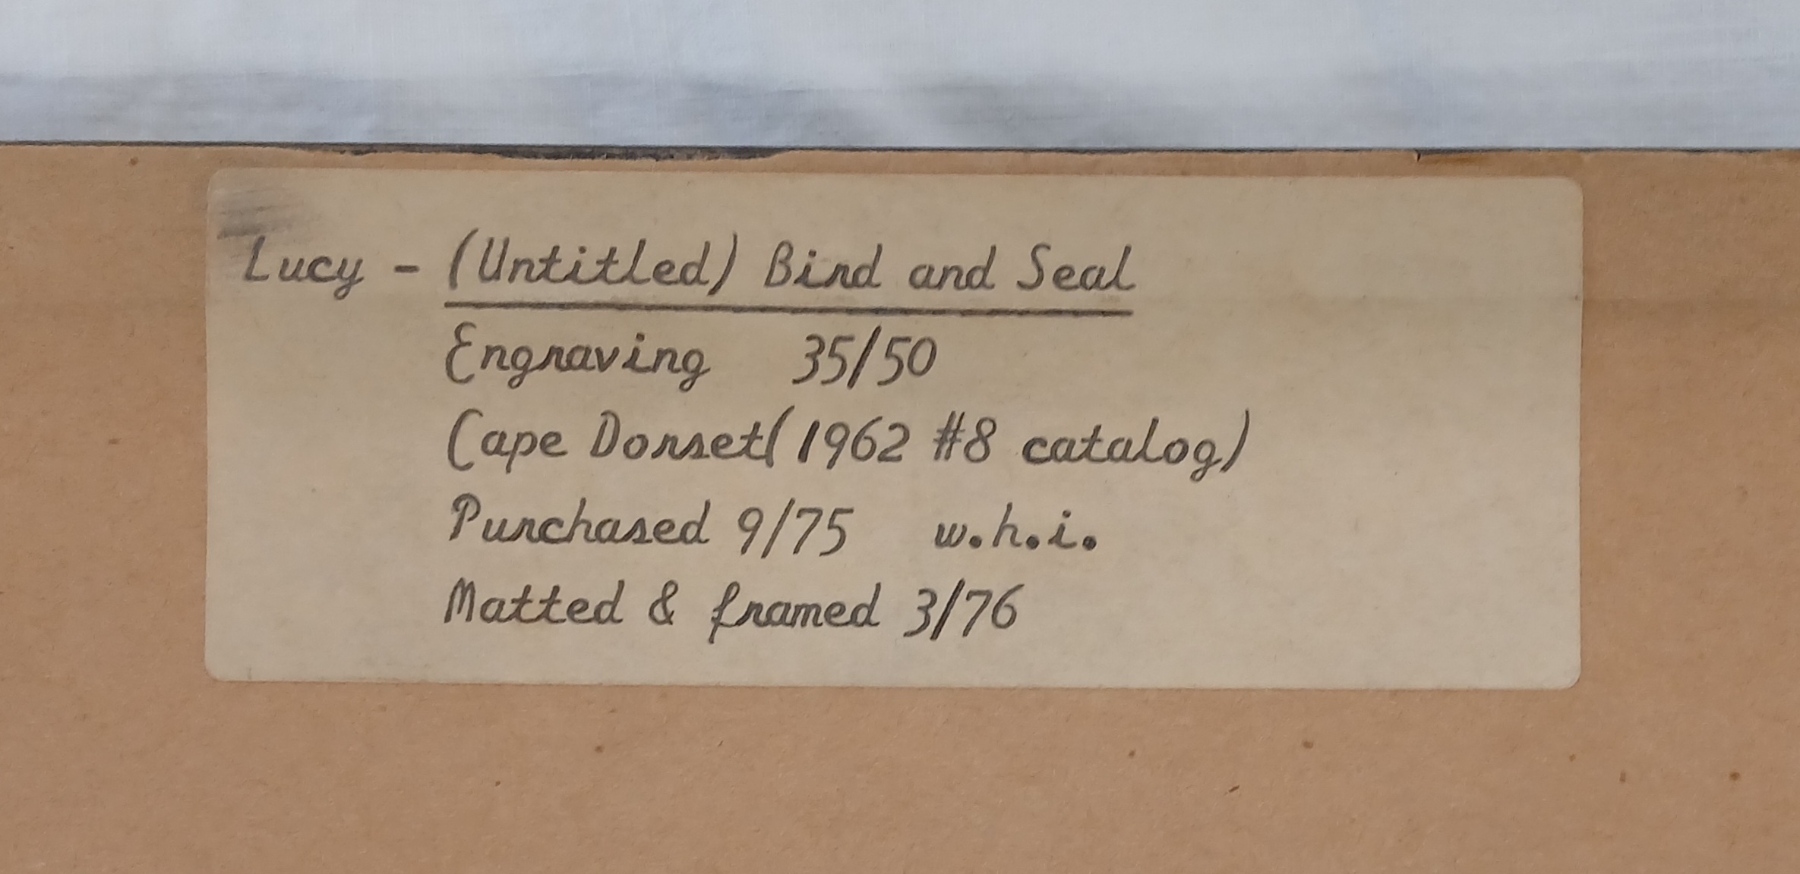 Lucy - (Untitled) Bird and Seal
Engraving 35/50
Cape Dorset (1962 #8 catalog)
Purchased 9/75 w.h.i.
Matted & framed 3/76